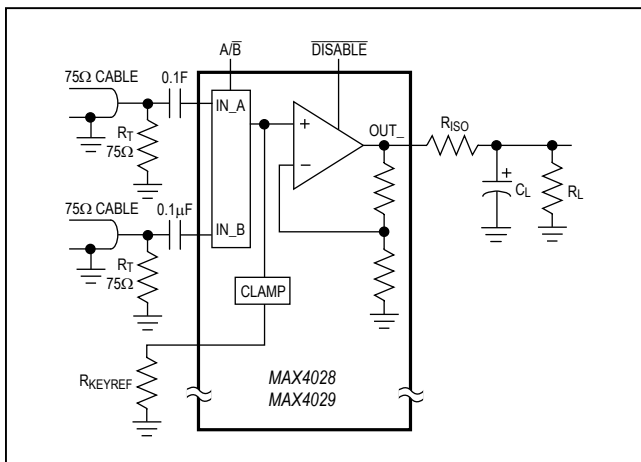 A/B̅
D̅I̅S̅A̅B̅L̅E̅
75Ω CABLE
0.1F
IN_A
RT
75Ω
+
−
OUT_
RISO
+
CL
RL
75Ω CABLE
0.1µF
IN_B
RT
75Ω
CLAMP
RKEYREF
MAX4028
MAX4029